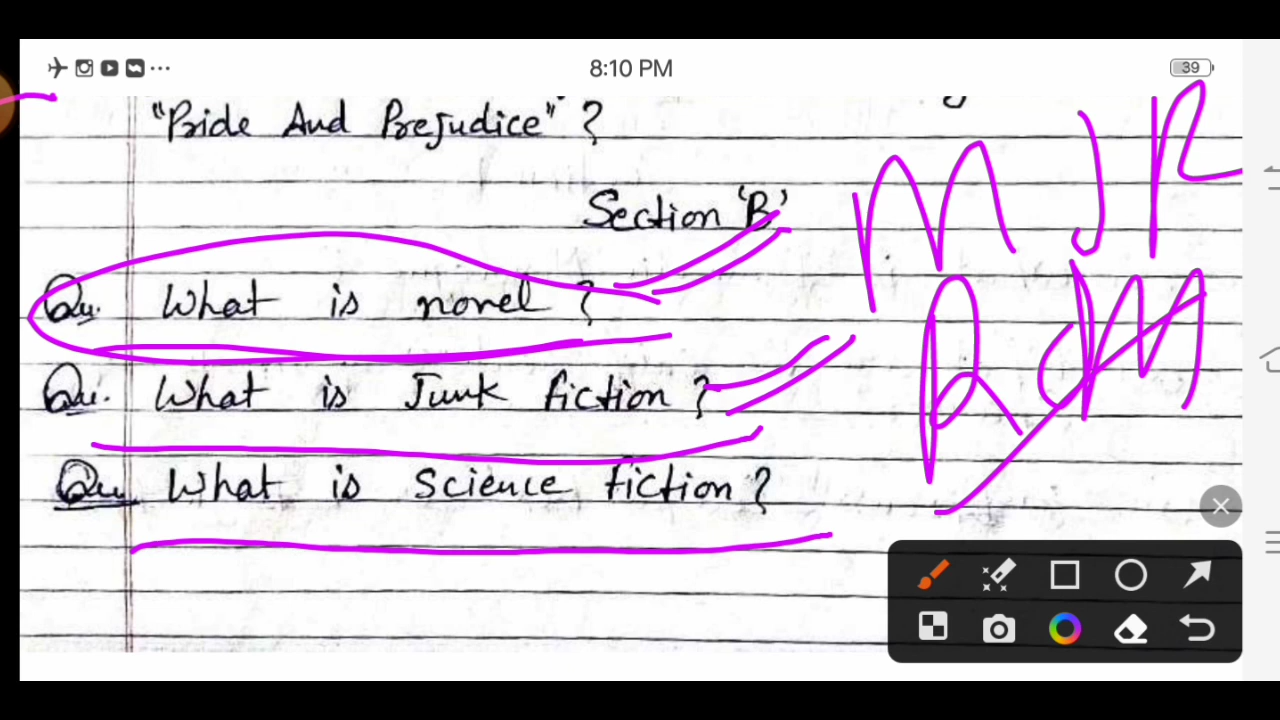 8:10 PM
39
"Pride And Prejudice" ?
Section 'B'
Qu. What is novel ?
Qu. What is Junk fiction ?
Qu. What is Science fiction ?